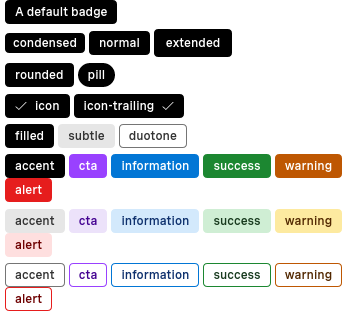 A default badge
condensed normal extended
rounded pill
icon icon-trailing
filled subtle duotone
accent cta information success warning
alert
accent cta information success warning
alert
accent cta information success warning
alert